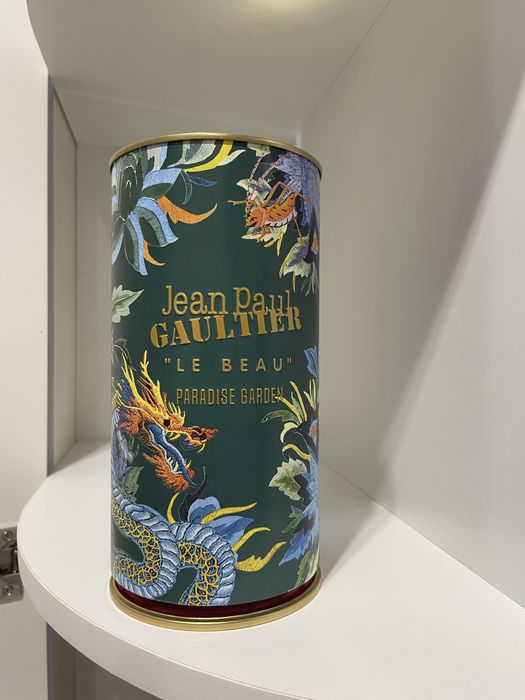 Jean Paul
GAULTIER
"LE BEAU"
PARADISE GARDEN